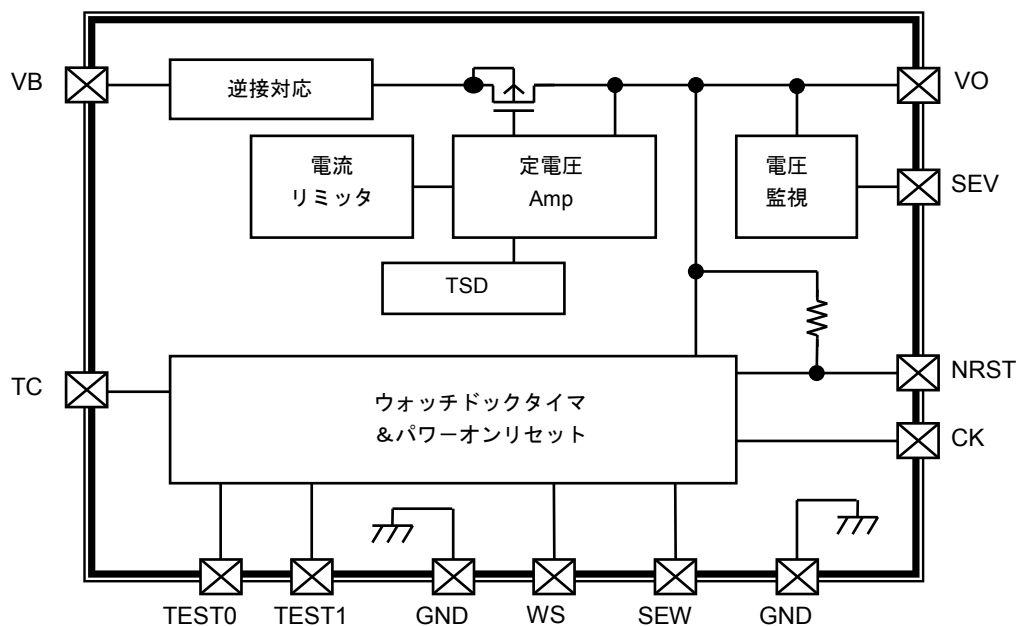 VB
逆接対応
VO
電流
リミッタ
定電圧
Amp
電圧
監視
SEV
TSD
TC
ウォッチドックタイマ
&パワーオンリセット
NRST
CK
TEST0
TEST1
GND
WS
SEW
GND